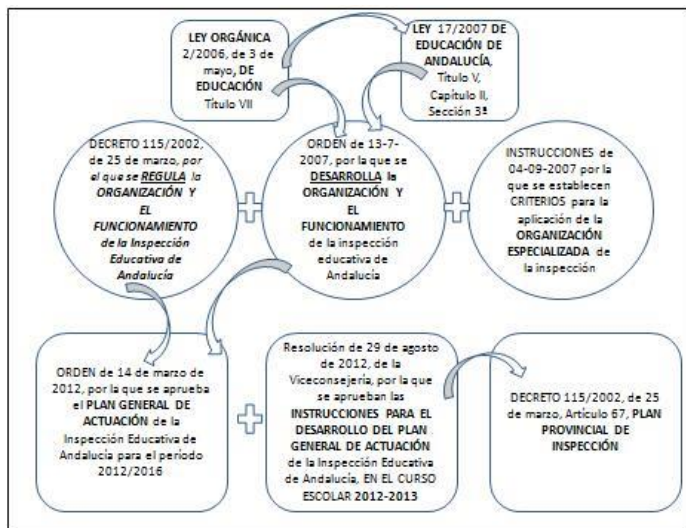 LEY ORGÁNICA
2/2006, de 3 de
mayo, DE
EDUCACIÓN
Título VII
LEY 17/2007 DE
EDUCACIÓN DE
ANDALUCÍA,
Título V,
Capítulo II,
Sección 3ª
DECRETO 115/2002,
de 25 de marzo, por
el que se REGULA la
ORGANIZACIÓN Y
EL
FUNCIONAMIENTO
de la Inspección
Educativa de
Andalucía
ORDEN de 13-7-
2007, por la que se
DESARROLLA la
ORGANIZACIÓN Y
EL
FUNCIONAMIENTO
de la inspección
educativa de
Andalucía
INSTRUCCIONES de
04-09-2007 por la
que se establecen
CRITERIOS para la
aplicación de la
ORGANIZACIÓN
ESPECIALIZADA de
la inspección
ORDEN de 14 de marzo de
2012, por la que se aprueba
el PLAN GENERAL DE
ACTUACIÓN de la
Inspección Educativa de
Andalucía para el período
2012/2016
Resolución de 29 de agosto
de 2012, de la
Viceconsejería, por la que
se aprueban las
INSTRUCCIONES PARA EL
DESARROLLO DEL PLAN
GENERAL DE ACTUACIÓN
de la Inspección Educativa
de Andalucía, EN EL CURSO
ESCOLAR 2012-2013
DECRETO 115/2002, de 25
de marzo, Artículo 67, PLAN
PROVINCIAL DE
INSPECCIÓN